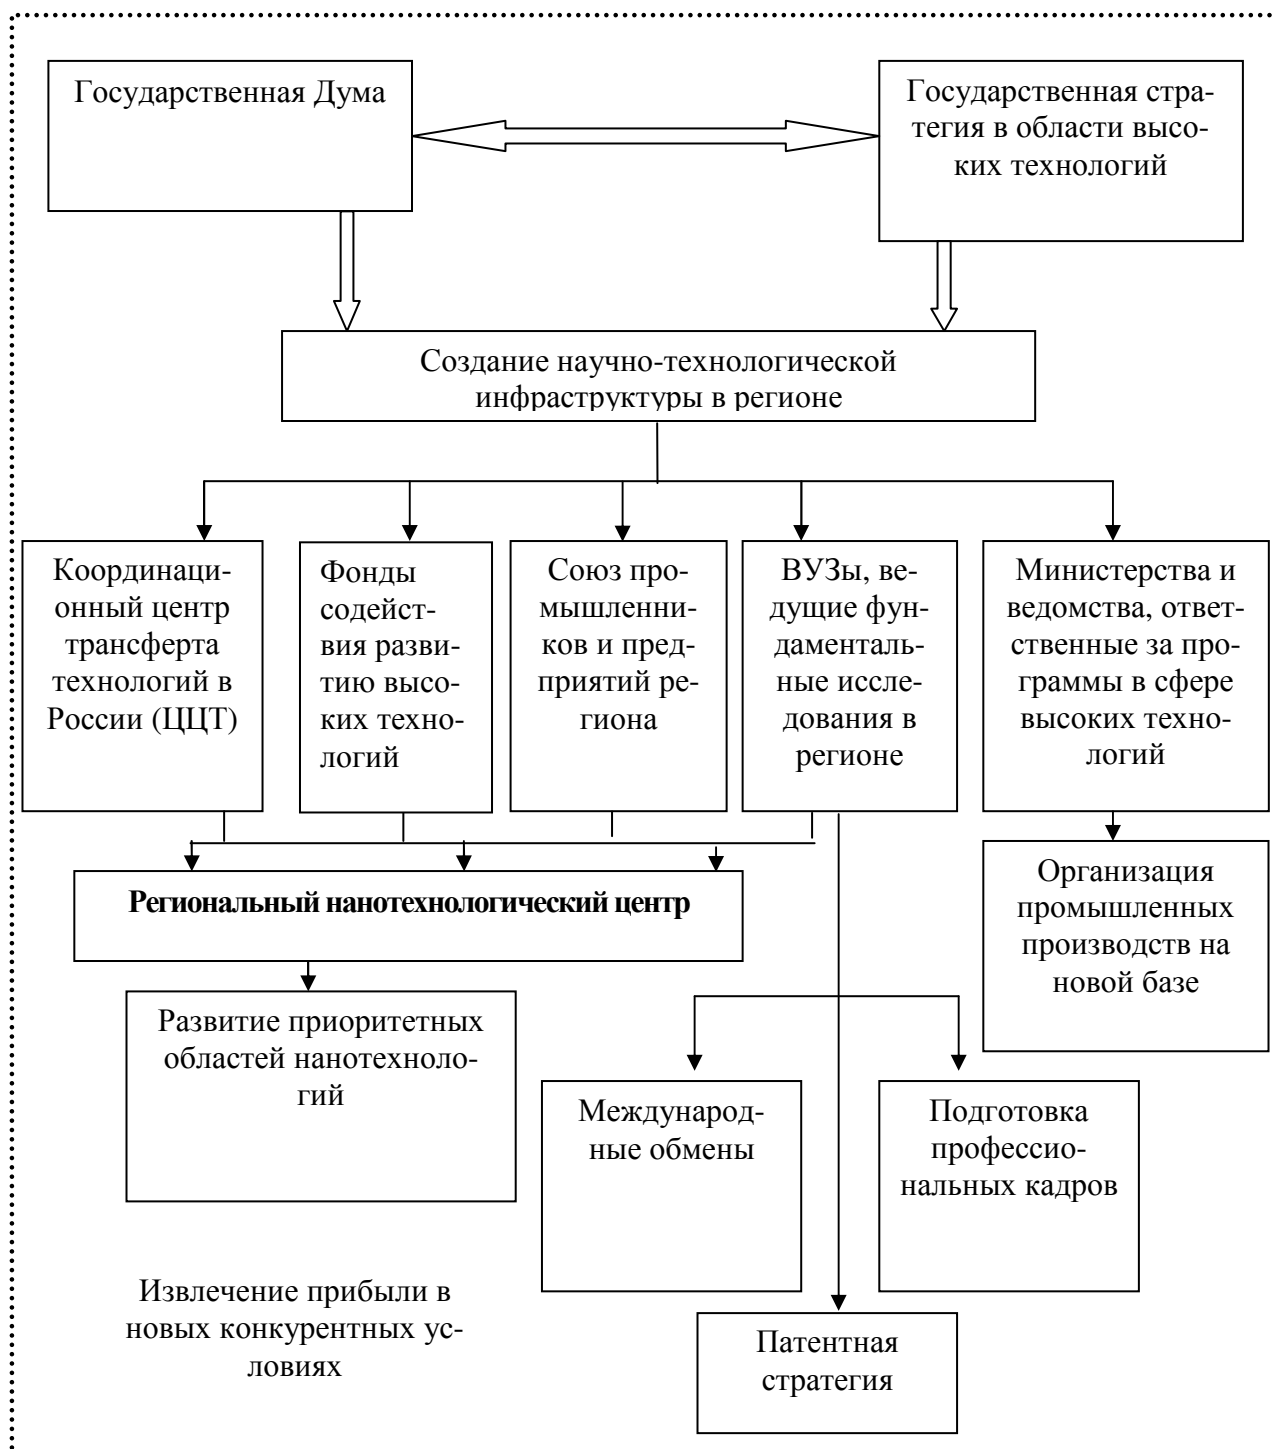 Государственная Дума
Государственная стра-
тегия в области высо-
ких технологий
Создание научно-технологической
инфраструктуры в регионе
Координаци-
онный центр
трансферта
технологий в
России (ЦЦТ)
Фонды
содейст-
вия разви-
тию высо-
ких техно-
логий
Союз про-
мышленни-
ков и пред-
приятий ре-
гиона
ВУЗы, ве-
дущие фун-
даменталь-
ные иссле-
дования в
регионе
Министерства и
ведомства, ответ-
ственные за про-
граммы в сфере
высоких техно-
логий
Региональный нанотехнологический центр
Организация
промышленных
производств на
новой базе
Развитие приоритетных
областей нанотехноло-
гий
Международ-
ные обмены
Подготовка
профессио-
нальных кадров
Извлечение прибыли в
новых конкурентных ус-
ловиях
Патентная
стратегия